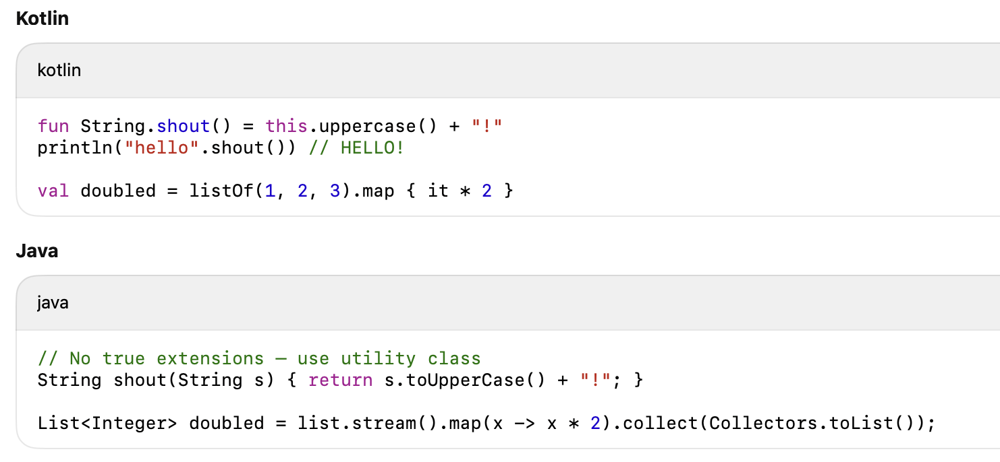 Kotlin
kotlin
fun String.shout() = this.uppercase() + "!"
println("hello".shout()) // HELLO!
val doubled = listOf(1, 2, 3).map { it * 2 }
Java
java
// No true extensions — use utility class
String shout(String s) { return s.toUpperCase() + "!"; }
List<Integer> doubled = list.stream().map(x -> x * 2).collect(Collectors.toList());